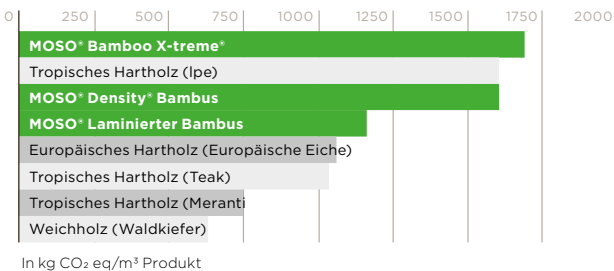 0 250 500 750 1000 1250 1500 1750 2000
MOSO® Bamboo X-treme®
Tropisches Hartholz (Ipe)
MOSO® Density® Bambus
MOSO® Laminierter Bambus
Europäisches Hartholz (Europäische Eiche)
Tropisches Hartholz (Teak)
Tropisches Hartholz (Meranti
Weichholz (Waldkiefer)
In kg CO₂ eq/m³ Produkt